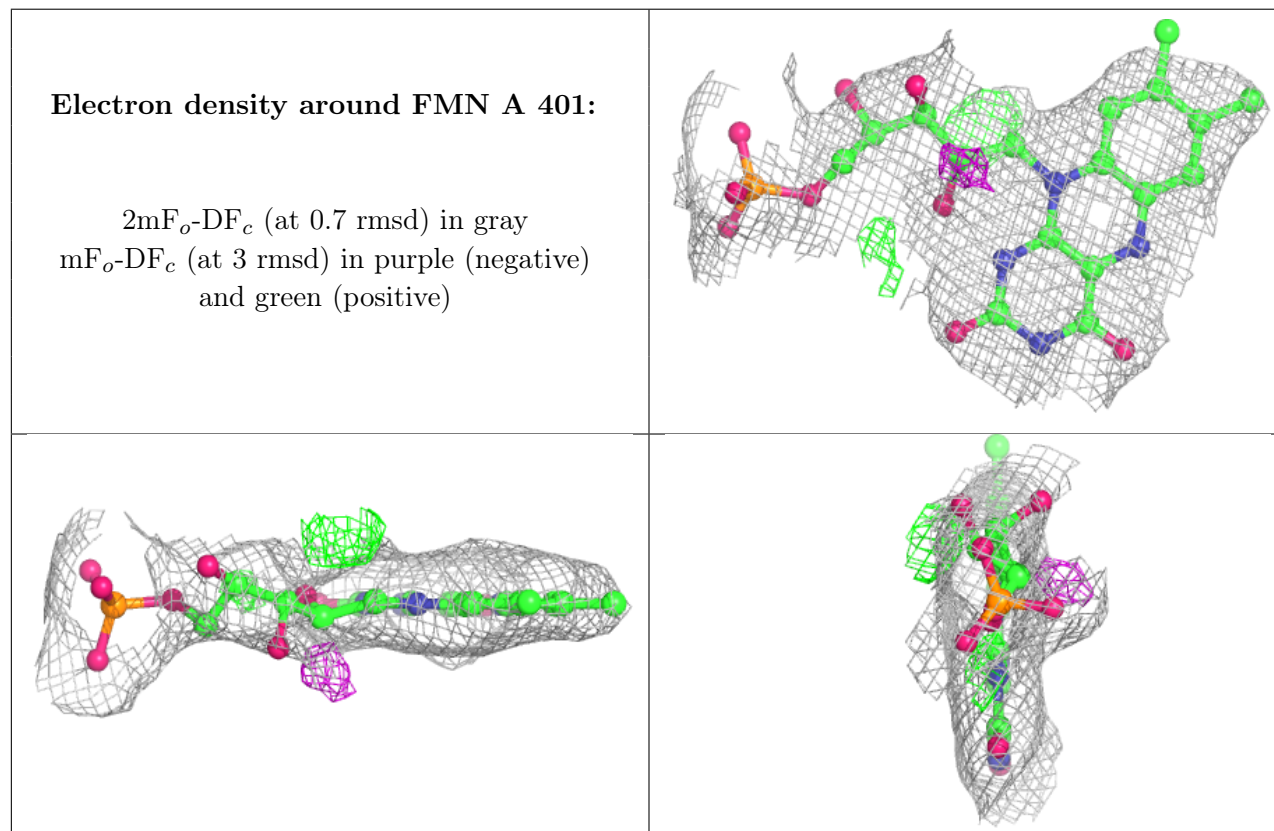 Electron density around FMN A 401:
2mFo-DFc (at 0.7 rmsd) in gray
mFo-DFc (at 3 rmsd) in purple (negative)
and green (positive)